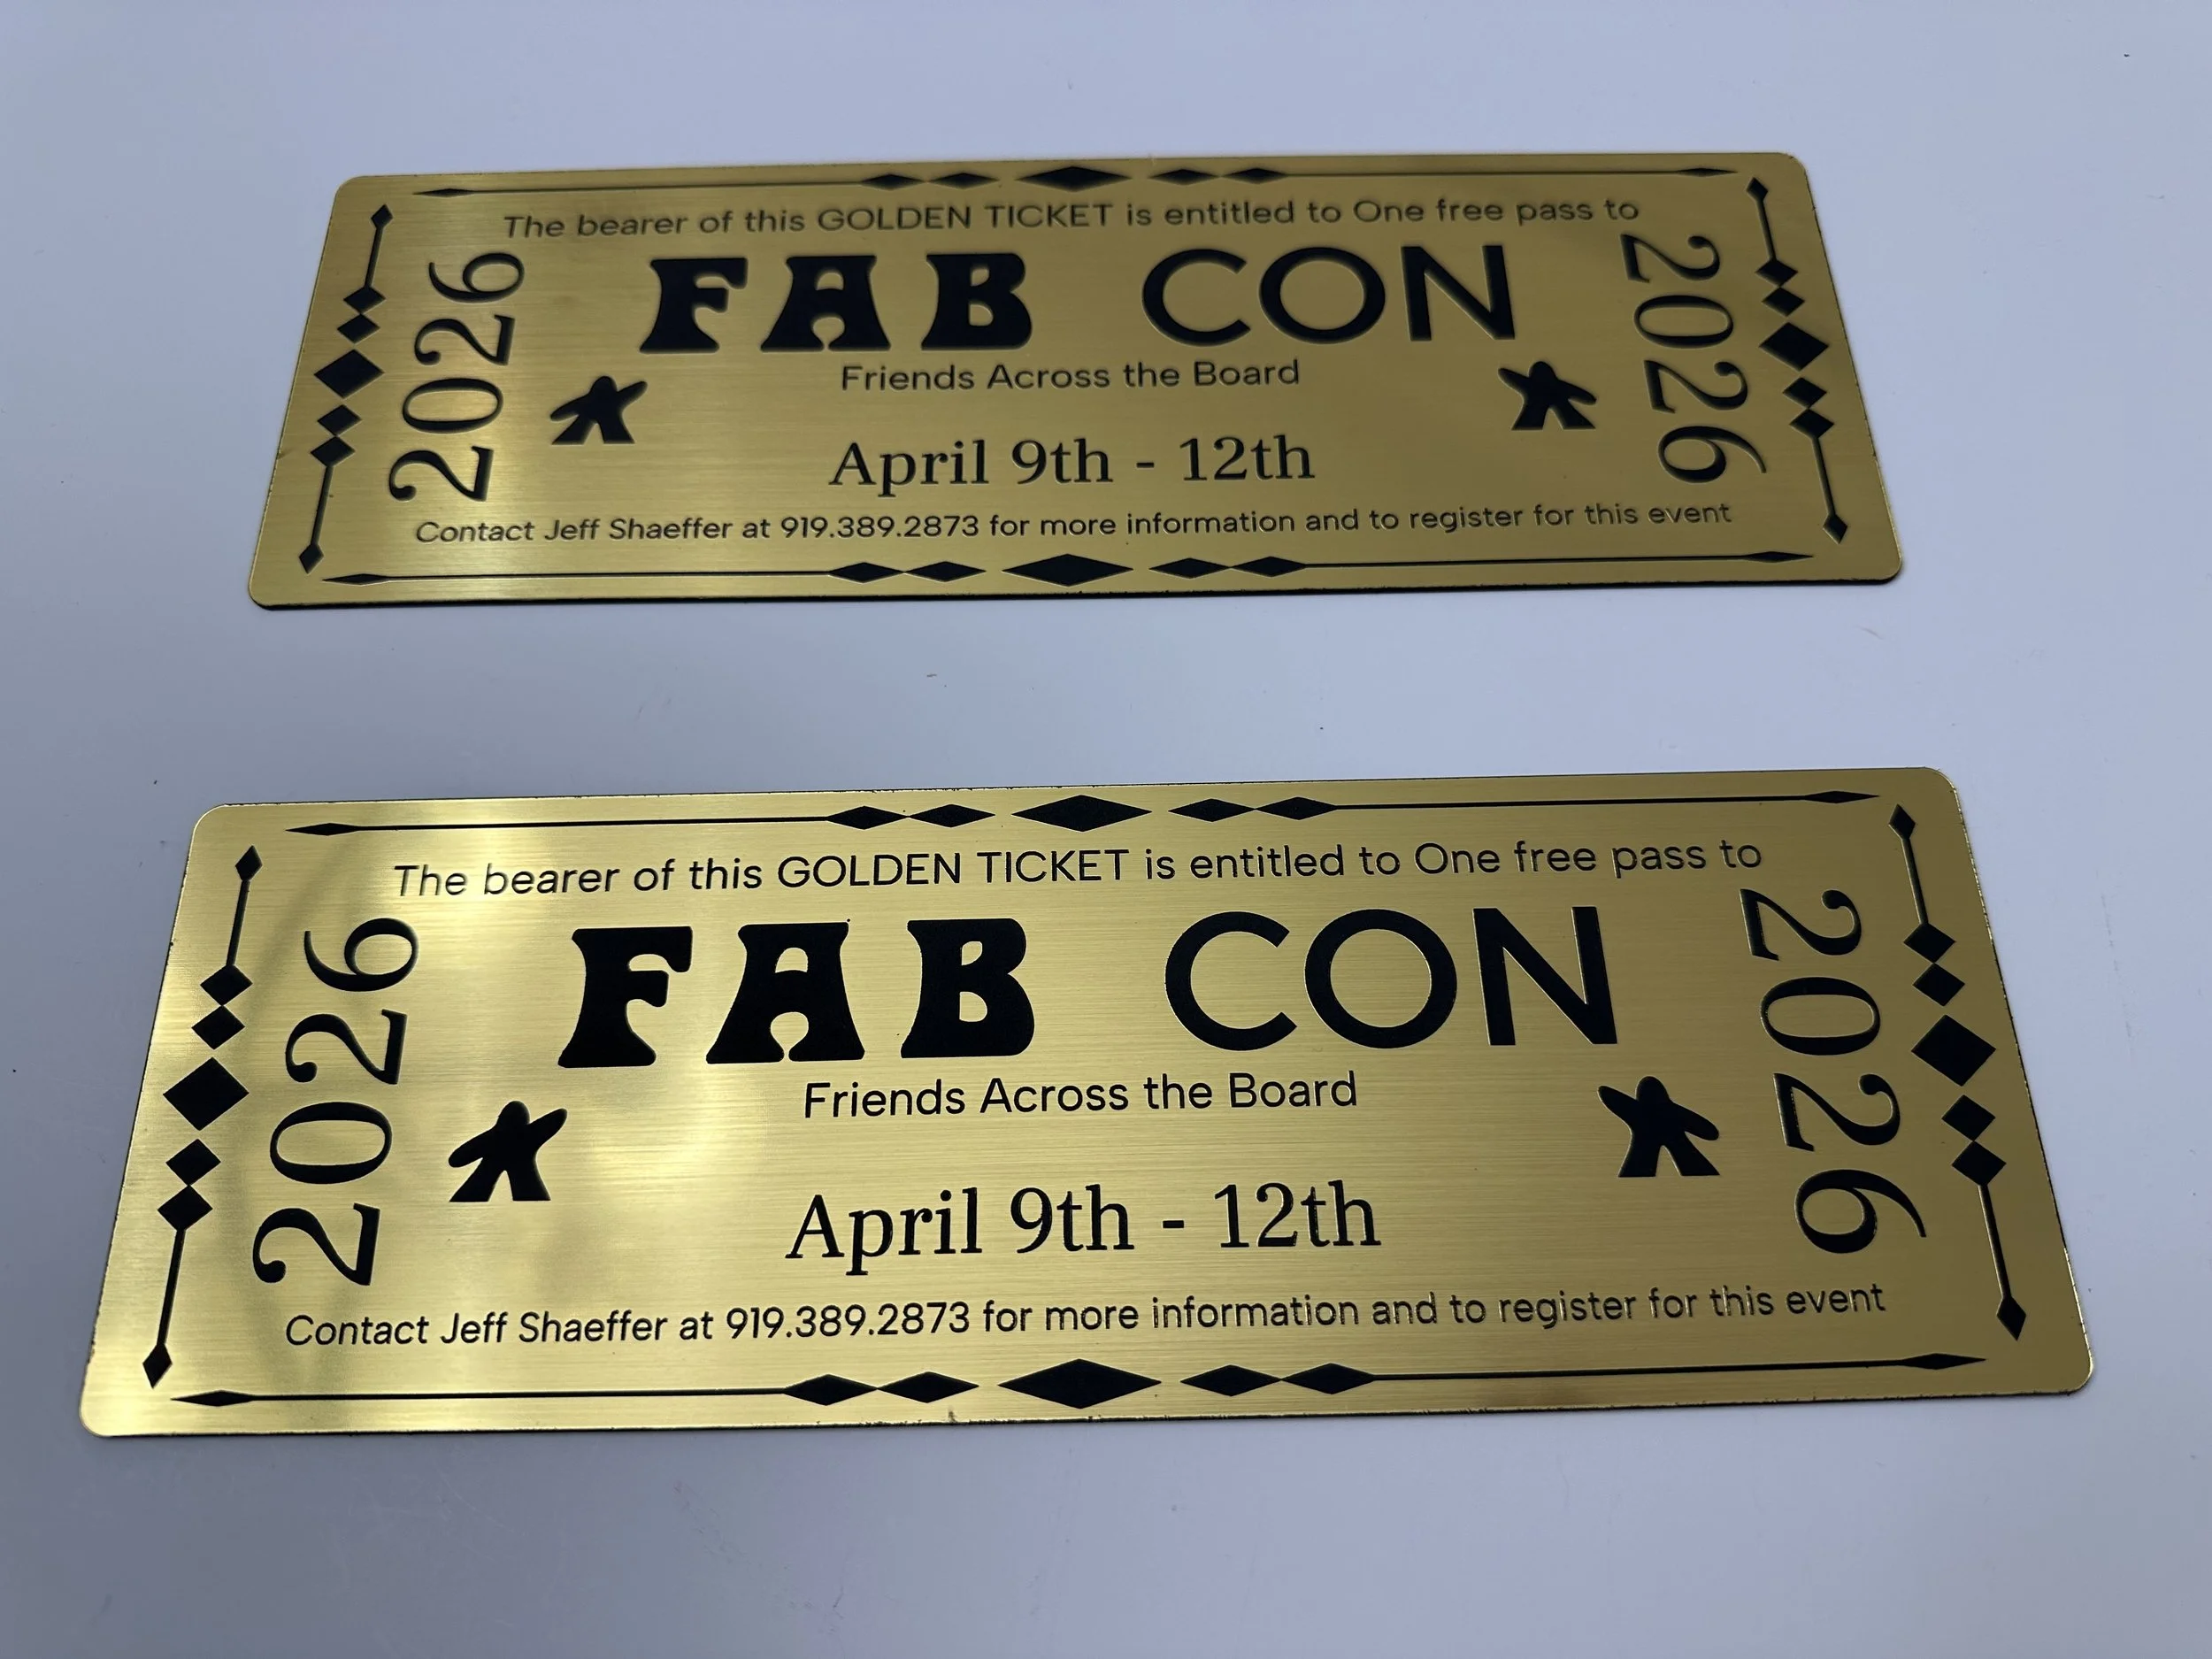 The bearer of this GOLDEN TICKET is entitled to One free pass to
2026
FAB CON
2026
Friends Across the Board
April 9th - 12th
Contact Jeff Shaeffer at 919.389.2873 for more information and to register for this event
The bearer of this GOLDEN TICKET is entitled to One free pass to
2026
FAB CON
2026
Friends Across the Board
April 9th - 12th
Contact Jeff Shaeffer at 919.389.2873 for more information and to register for this event